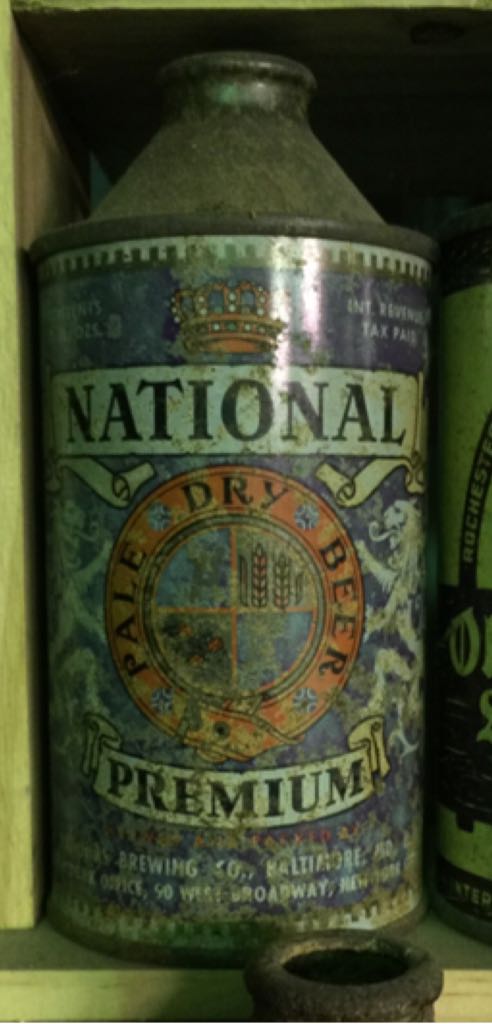 INT. REVENUE
TAX PAID
NATIONAL
PALE DRY BEER
PREMIUM
BREWING CO., BALTIMORE, MD.
OFFICE, 50 WEST BROADWAY, NEW
ROCHESTER